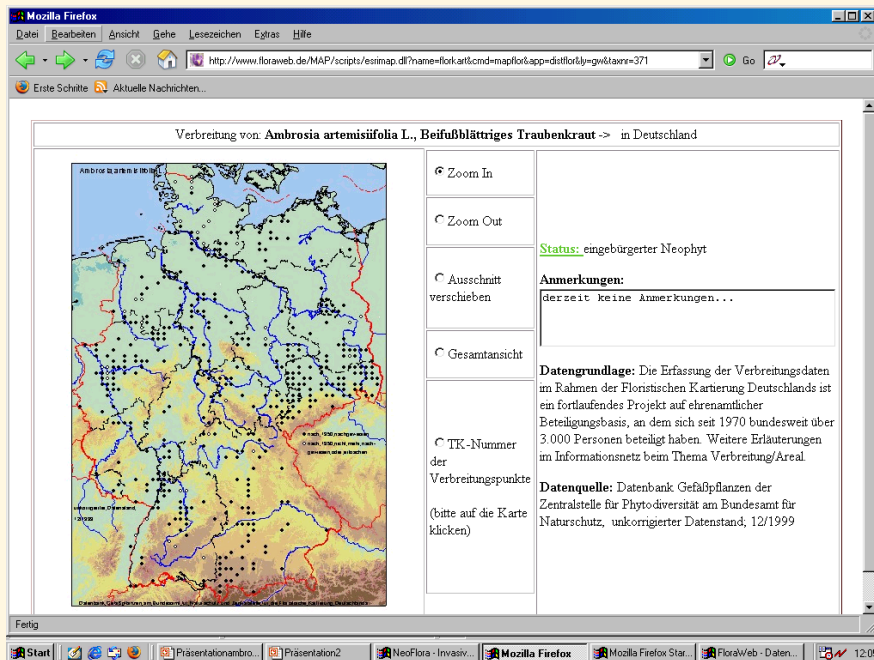 Mozilla Firefox
Datei Bearbeiten Ansicht Gehe Lesezeichen Extras Hilfe
http://www.floraweb.de/MAP/scripts/esrimap.dll?name=florkart&cmd=mapflor&app=distflor&ly=gw&taxnr=371 Go
Erste Schritte Aktuelle Nachrichten...
Verbreitung von: Ambrosia artemisiifolia L., Beifußblättriges Traubenkraut -> in Deutschland
Ambrosia artemisiifolia
Zoom In
Zoom Out
Ausschnitt
verschieben
Gesamtansicht
TK-Nummer
der
Verbreitungspunkte
(bitte auf die Karte
klicken)
Status: eingebürgerter Neophyt
Anmerkungen:
derzeit keine Anmerkungen...
Datengrundlage: Die Erfassung der Verbreitungsdaten
im Rahmen der Floristischen Kartierung Deutschlands ist
ein fortlaufendes Projekt auf ehrenamtlicher
Beteiligungsbasis, an dem sich seit 1970 bundesweit über
3.000 Personen beteiligt haben. Weitere Erläuterungen
im Informationsnetz beim Thema Verbreitung/Areal.
Datenquelle: Datenbank Gefäßpflanzen der
Zentralstelle für Phytodiversität am Bundesamt für
Naturschutz, unkorrigierter Datenstand; 12/1999
Fertig
Start Präsentationambro... Präsentation2 NeoFlora - Invasiv... Mozilla Firefox Mozilla Firefox Star... FloraWeb - Daten... 12:05